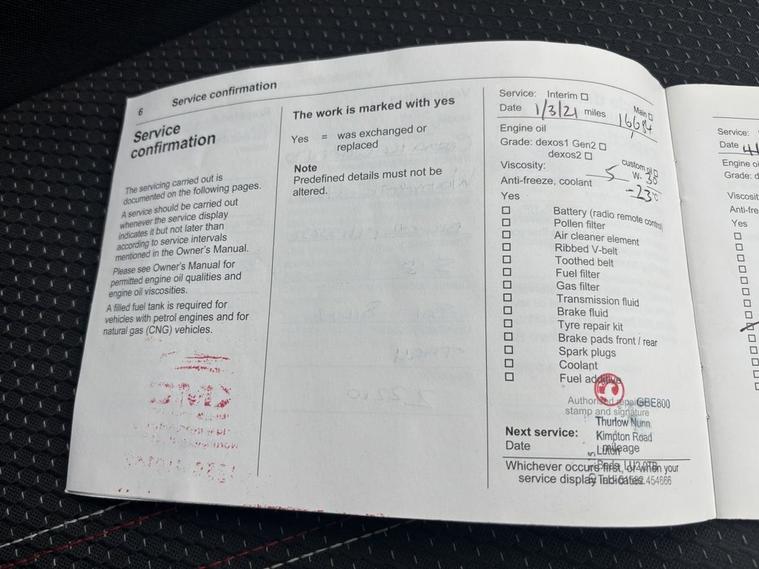 6 Service confirmation
Service
confirmation
The servicing carried out is
documented on the following pages.
A service should be carried out
whenever the service display
indicates it but not later than
according to service intervals
mentioned in the Owner's Manual.
Please see Owner's Manual for
permitted engine oil qualities and
engine oil viscosities.
A filled fuel tank is required for
vehicles with petrol engines and for
natural gas (CNG) vehicles.
The work is marked with yes
Yes = was exchanged or
replaced
Note
Predefined details must not be
altered.
Service: Interim ☐ Main ☐
Date 1/3/21 miles 16684
Engine oil
Grade: dexos1 Gen2 ☐ custom oil ☐
dexos2 ☐
Viscosity: 5 W- 30
Anti-freeze, coolant -23°C
Yes
☐ Battery (radio remote control)
☐ Pollen filter
☐ Air cleaner element
☐ Ribbed V-belt
☐ Toothed belt
☐ Fuel filter
☐ Gas filter
☐ Transmission fluid
☐ Brake fluid
☐ Tyre repair kit
☐ Brake pads front / rear
☐ Spark plugs
☐ Coolant
☐ Fuel additive
Authorised repairer GBE800
stamp and signature
Thurlow Nunn
Next service: Kimpton Road
Date mileage Luton
Whichever occurs first, or when your
service display indicates.
Service:
Date 4/
Engine oi
Grade: d
Viscosit
Anti-fre
Yes